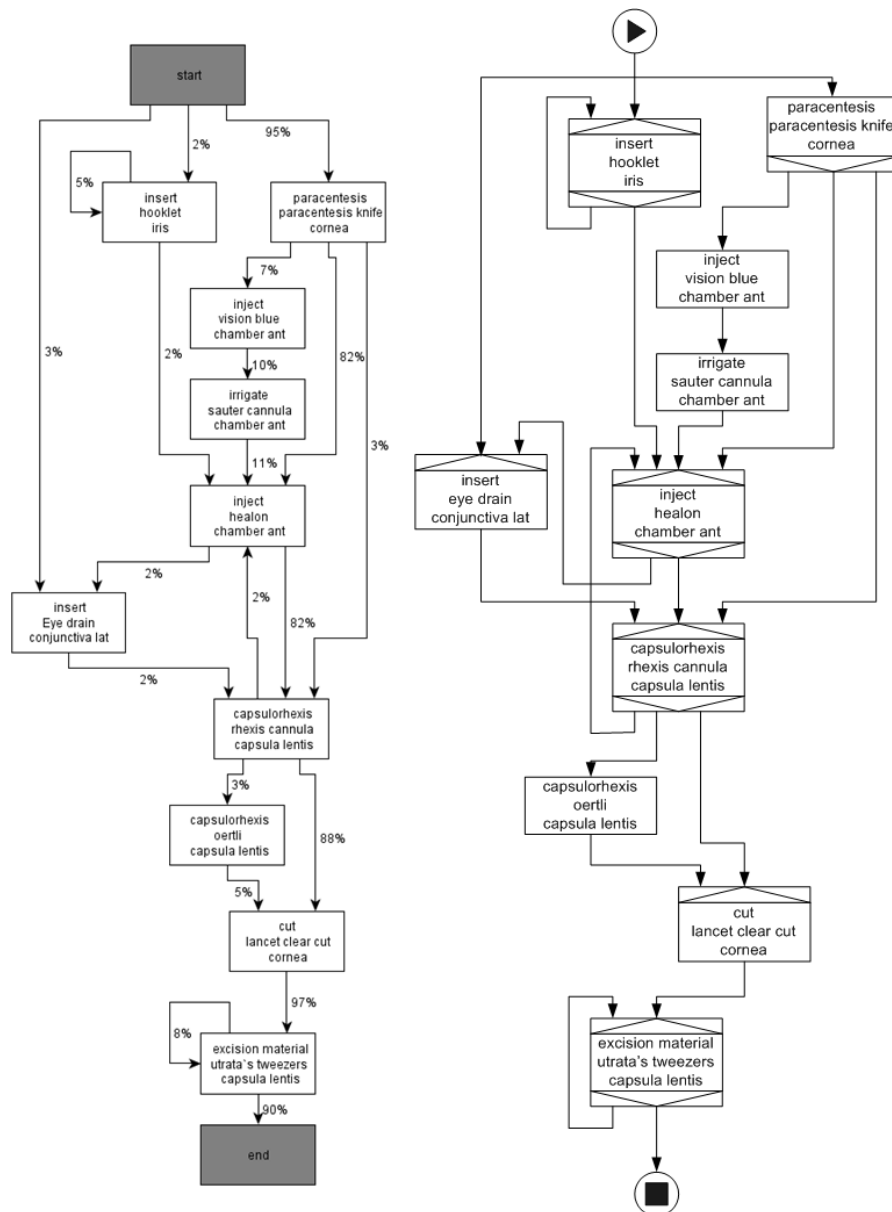 start
2%
95%
5%
insert
hooklet
iris
paracentesis
paracentesis knife
cornea
7%
inject
vision blue
chamber ant
3%
2%
10%
82%
irrigate
sauter cannula
chamber ant
3%
11%
inject
healon
chamber ant
2%
insert
Eye drain
conjunctiva lat
2%
82%
2%
capsulorhexis
rhexis cannula
capsula lentis
3%
capsulorhexis
oertli
capsula lentis
88%
5%
cut
lancet clear cut
cornea
97%
8%
excision material
utrata`s tweezers
capsula lentis
90%
end
insert
hooklet
iris
paracentesis
paracentesis knife
cornea
inject
vision blue
chamber ant
irrigate
sauter cannula
chamber ant
insert
eye drain
conjunctiva lat
inject
healon
chamber ant
capsulorhexis
rhexis cannula
capsula lentis
capsulorhexis
oertli
capsula lentis
cut
lancet clear cut
cornea
excision material
utrata's tweezers
capsula lentis